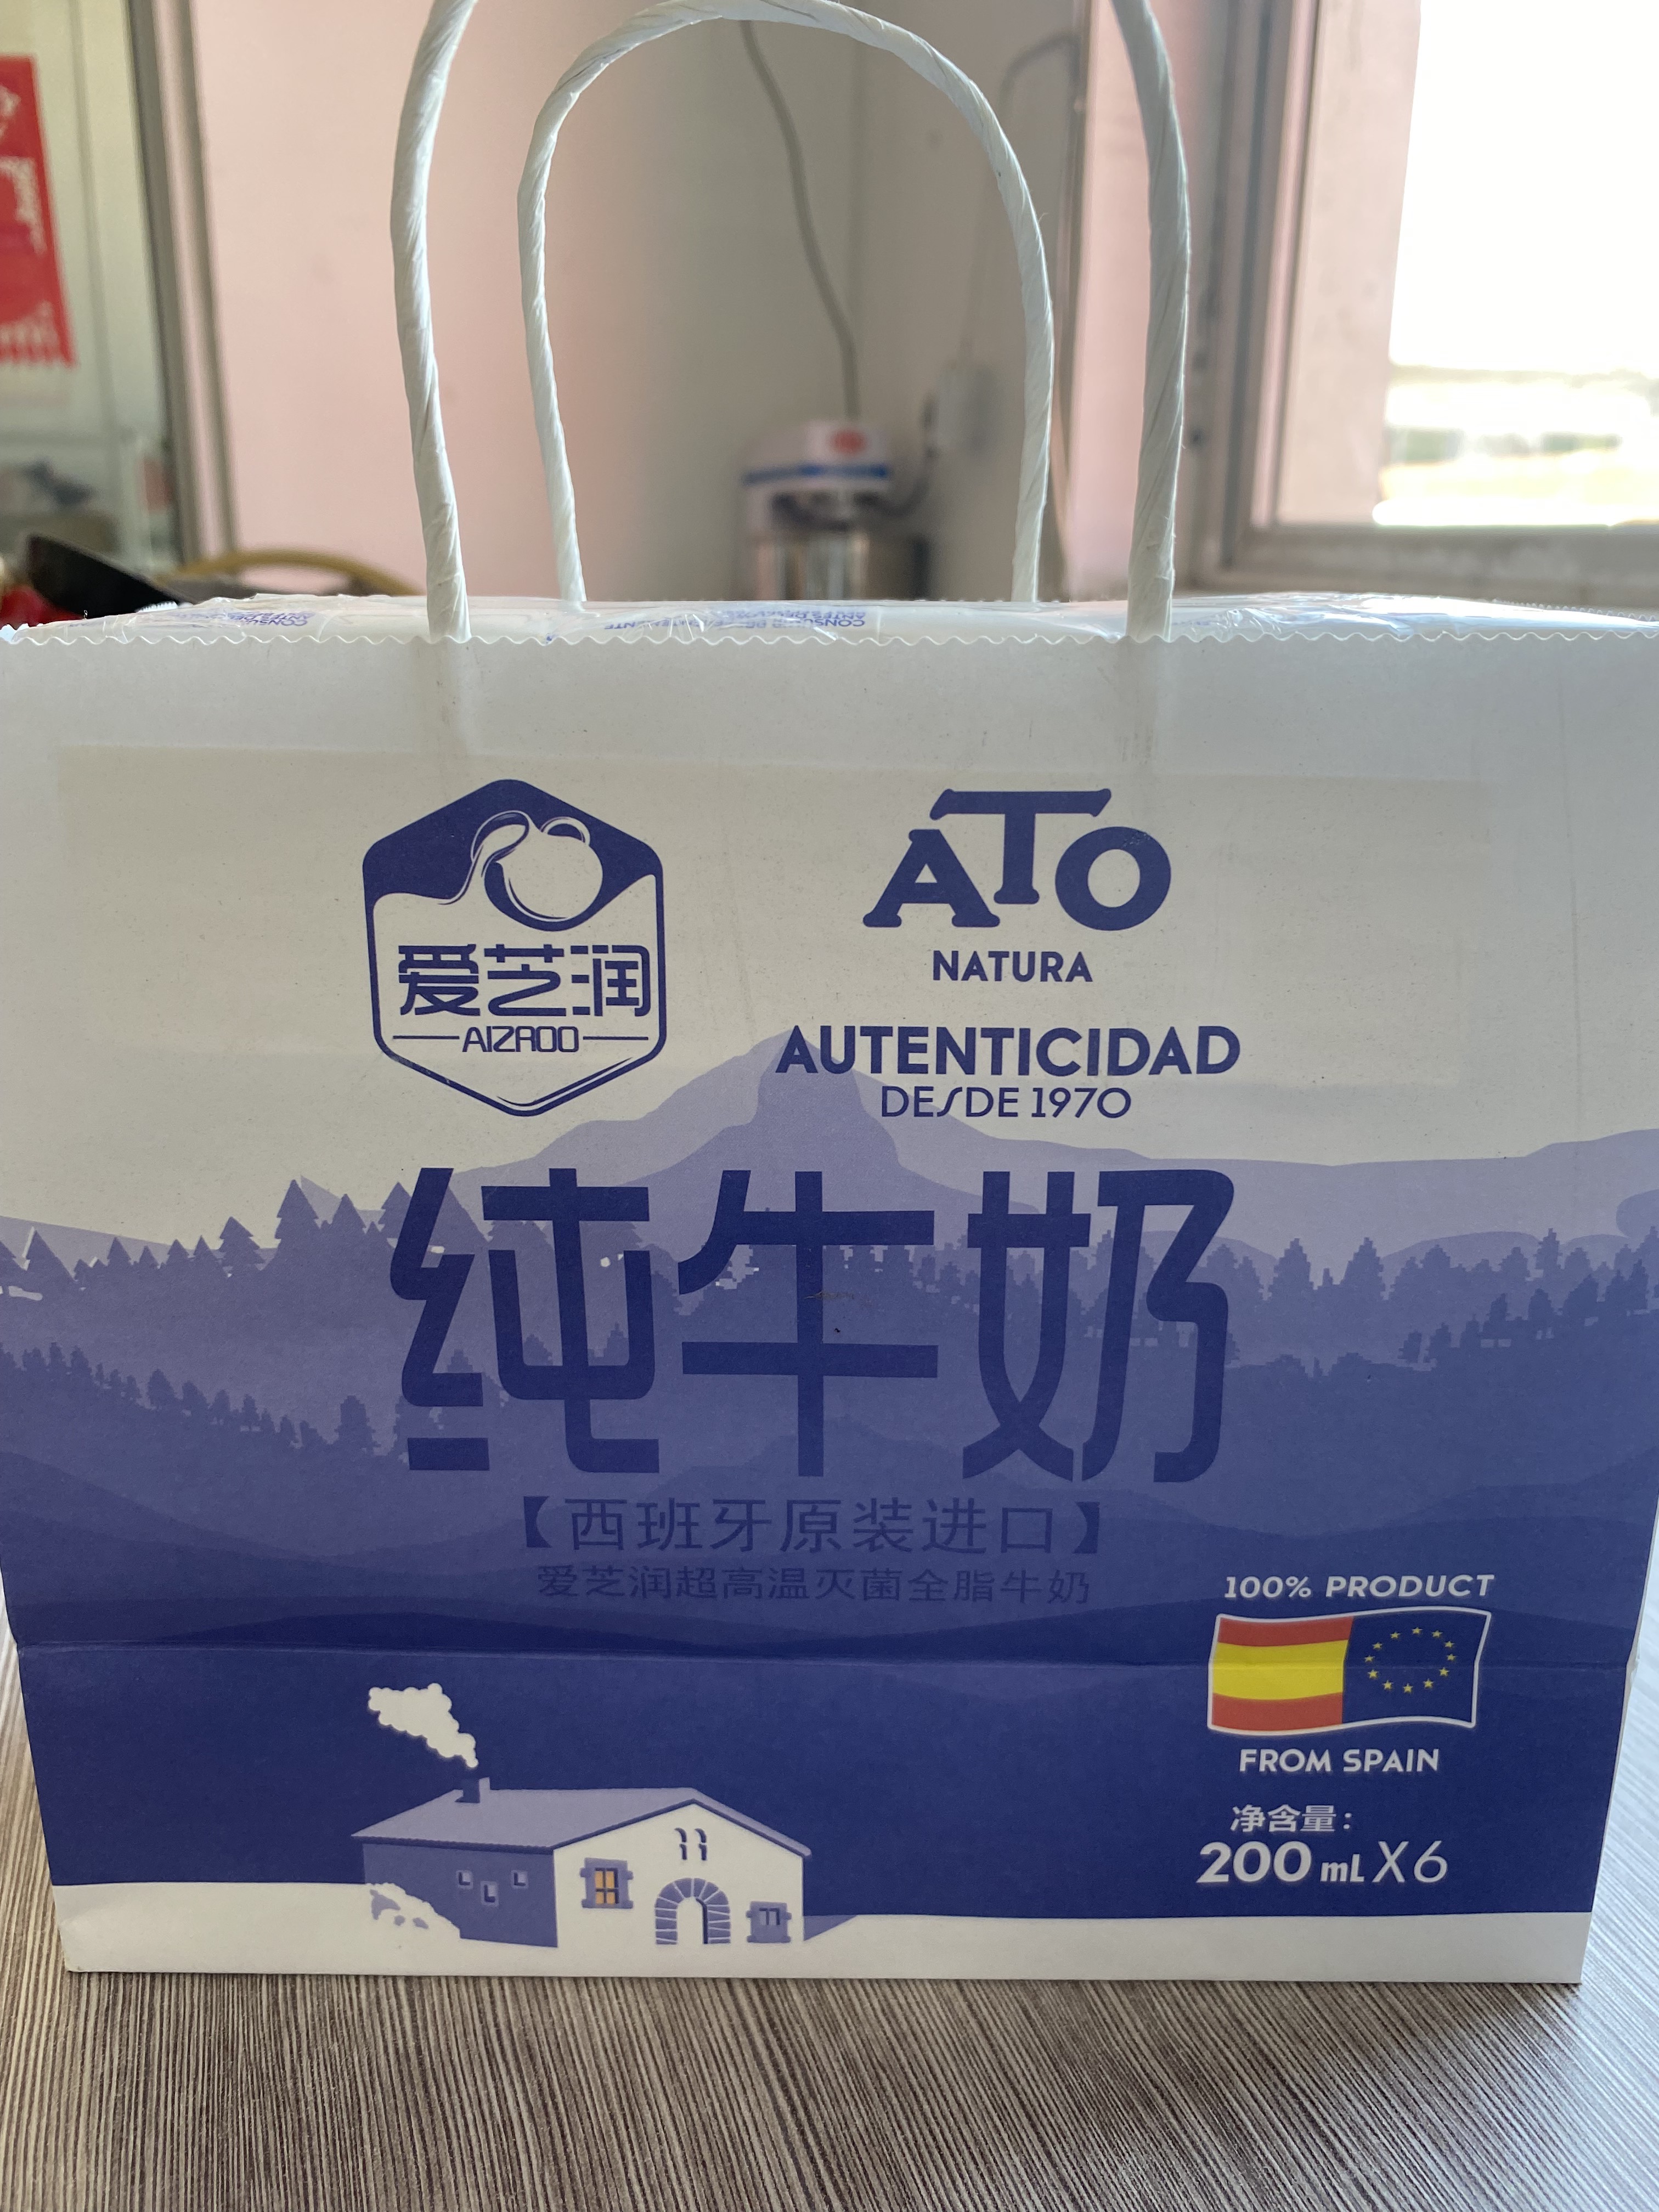 爱芝润
AIZROO
ATO
NATURA
AUTENTICIDAD
DESDE 1970
纯牛奶
【西班牙原装进口】
爱芝润超高温灭菌全脂牛奶
100% PRODUCT
FROM SPAIN
净含量：
200 mL X6